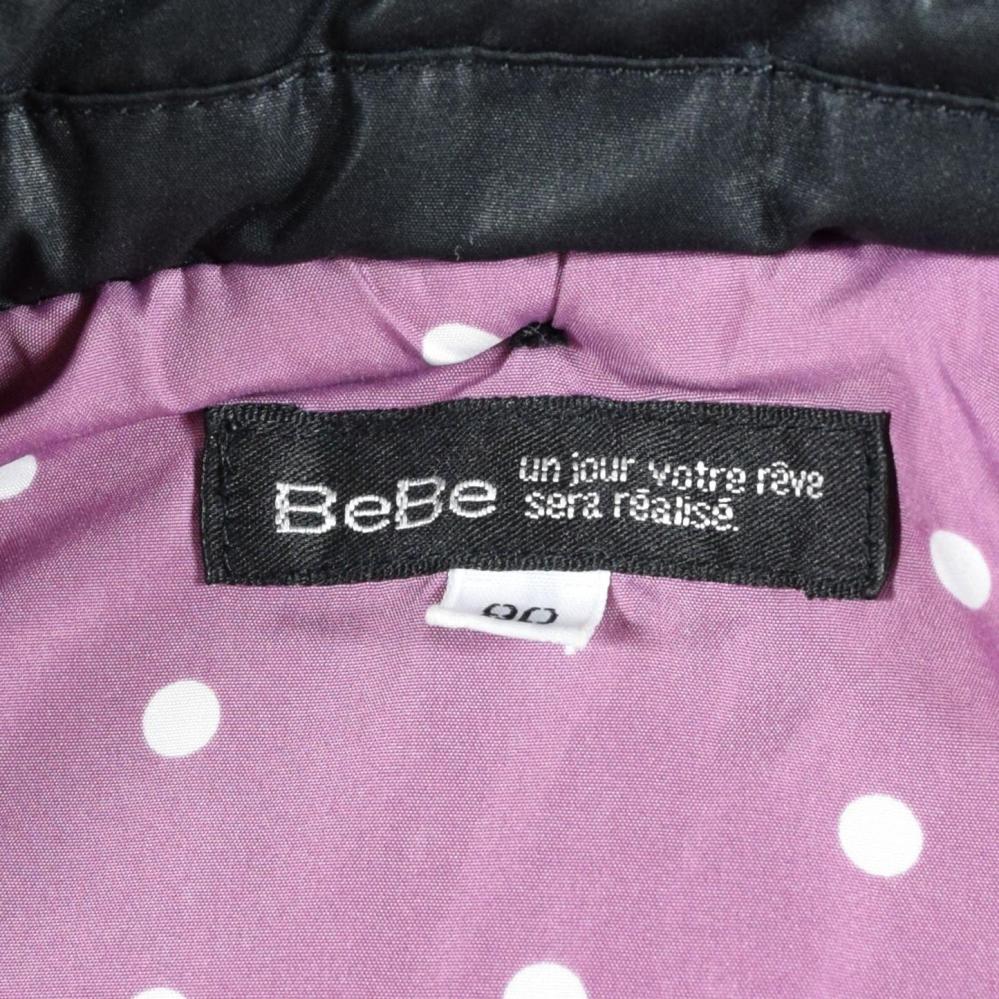 BeBe
un jour votre rêve
sera réalisé.
90